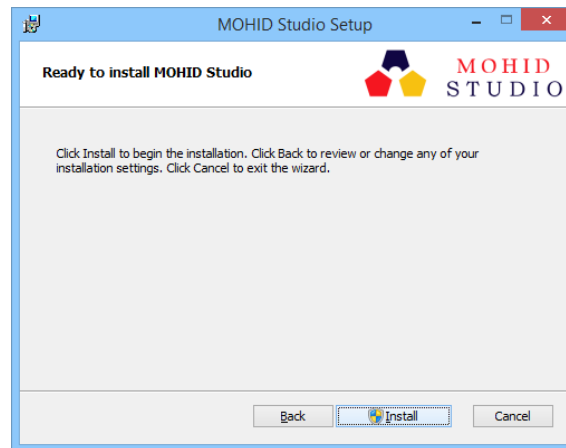 MOHID Studio Setup
Ready to install MOHID Studio
MOHID
STUDIO
Click Install to begin the installation. Click Back to review or change any of your
installation settings. Click Cancel to exit the wizard.
Back
Install
Cancel